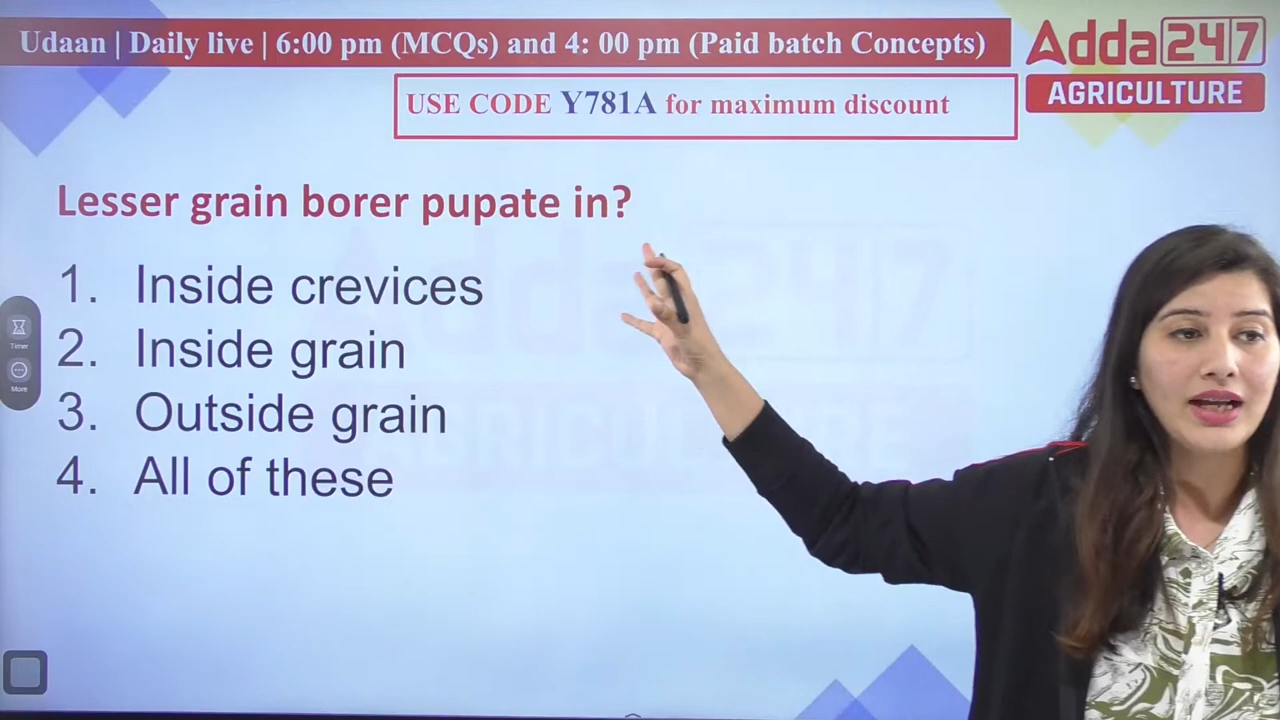 Udaan | Daily live | 6:00 pm (MCQs) and 4: 00 pm (Paid batch Concepts)
Adda247
AGRICULTURE
USE CODE Y781A for maximum discount
Lesser grain borer pupate in?
1. Inside crevices
2. Inside grain
3. Outside grain
4. All of these
Timer
More
Adda247
AGRICULTURE